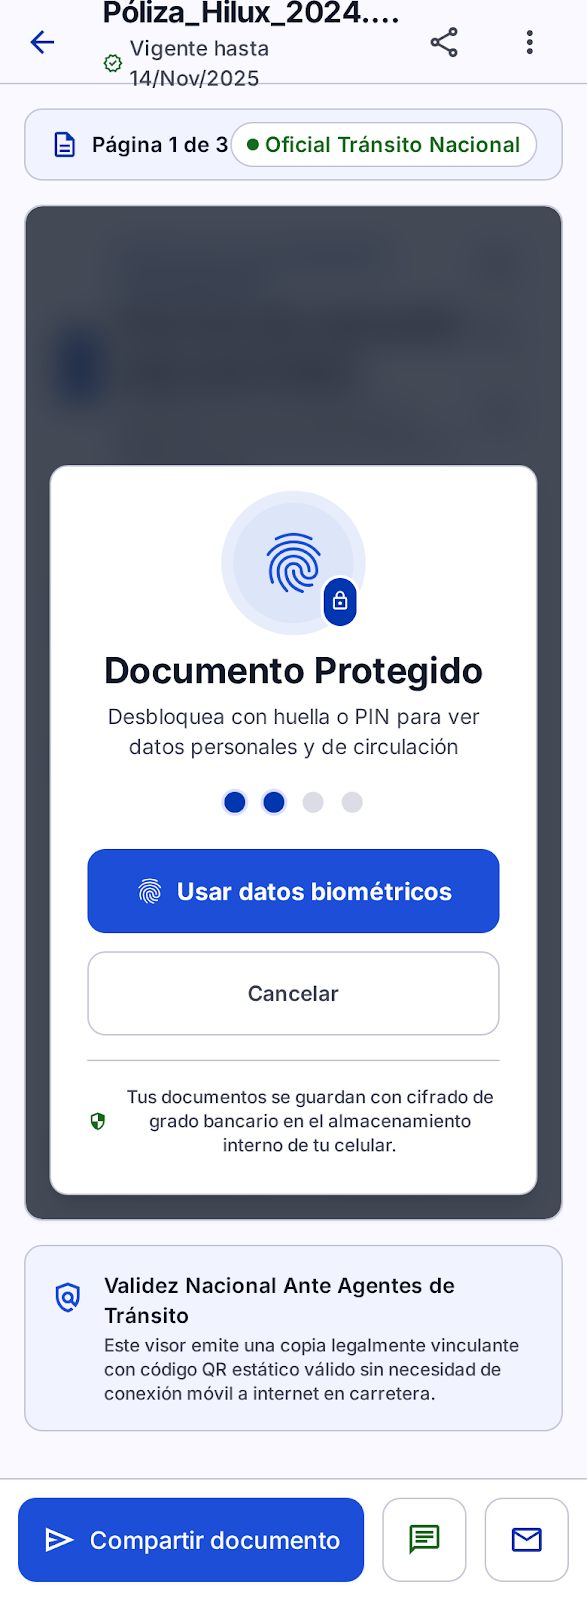 Póliza_Hilux_2024....
Vigente hasta
14/Nov/2025
Página 1 de 3
Oficial Tránsito Nacional
Documento Protegido
Desbloquea con huella o PIN para ver
datos personales y de circulación
Usar datos biométricos
Cancelar
Tus documentos se guardan con cifrado de
grado bancario en el almacenamiento
interno de tu celular.
Validez Nacional Ante Agentes de
Tránsito
Este visor emite una copia legalmente vinculante
con código QR estático válido sin necesidad de
conexión móvil a internet en carretera.
Compartir documento